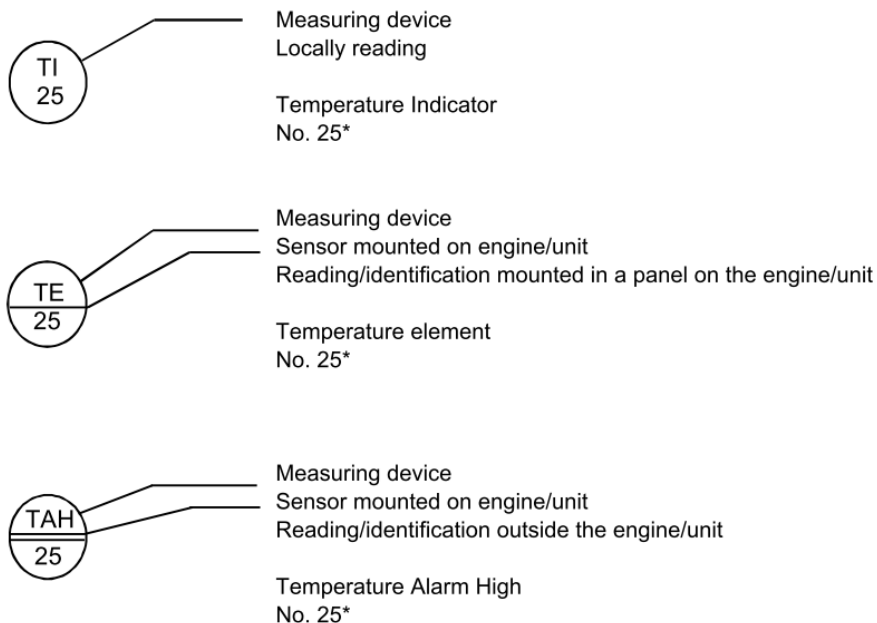 TI
25
Measuring device
Locally reading
Temperature Indicator
No. 25*
TE
25
Measuring device
Sensor mounted on engine/unit
Reading/identification mounted in a panel on the engine/unit
Temperature element
No. 25*
TAH
25
Measuring device
Sensor mounted on engine/unit
Reading/identification outside the engine/unit
Temperature Alarm High
No. 25*